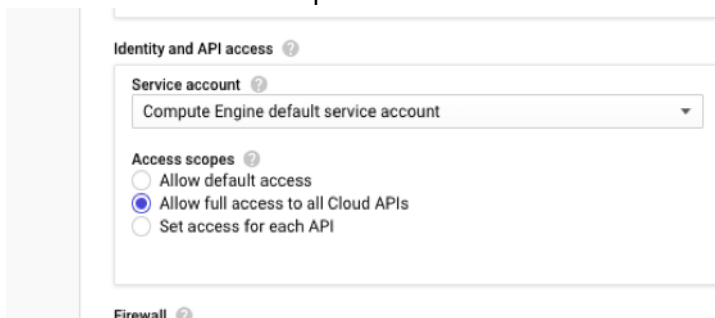 Identity and API access
Service account
Compute Engine default service account
Access scopes
Allow default access
Allow full access to all Cloud APIs
Set access for each API
Firewall